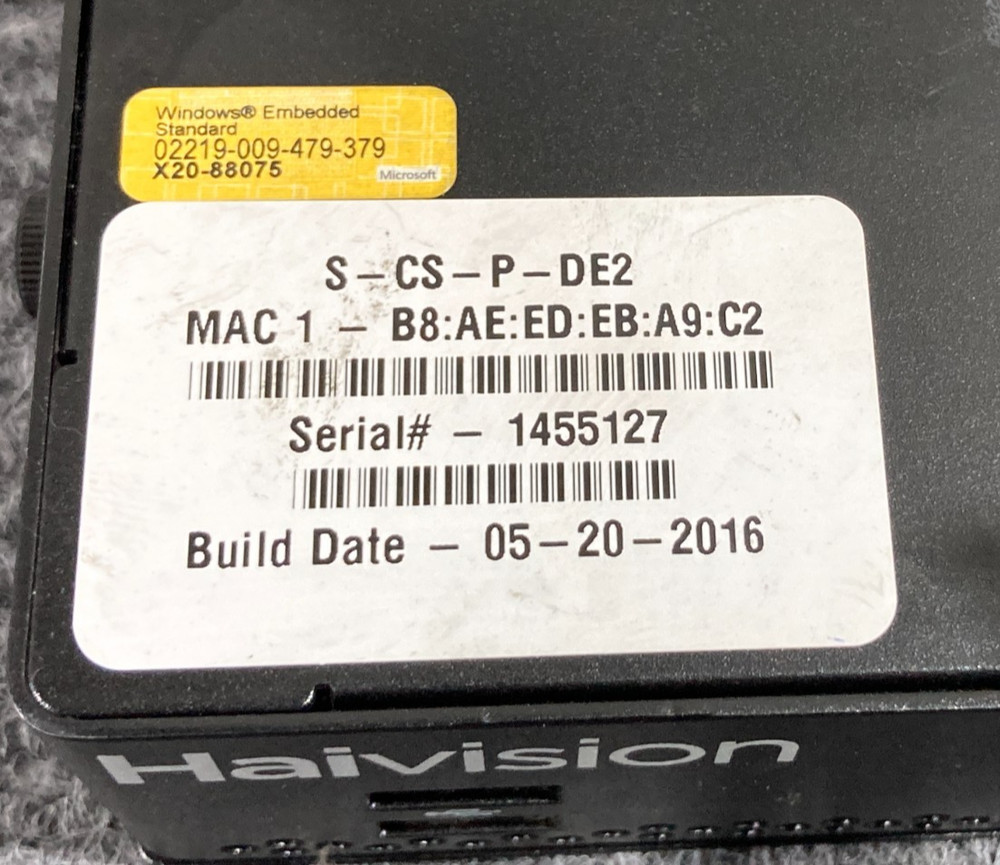 Windows® Embedded
Standard
02219-009-479-379
X20-88075
Microsoft
S-CS-P-DE2
MAC 1 - B8:AE:ED:EB:A9:C2
Serial# - 1455127
Build Date - 05-20-2016
Haivision